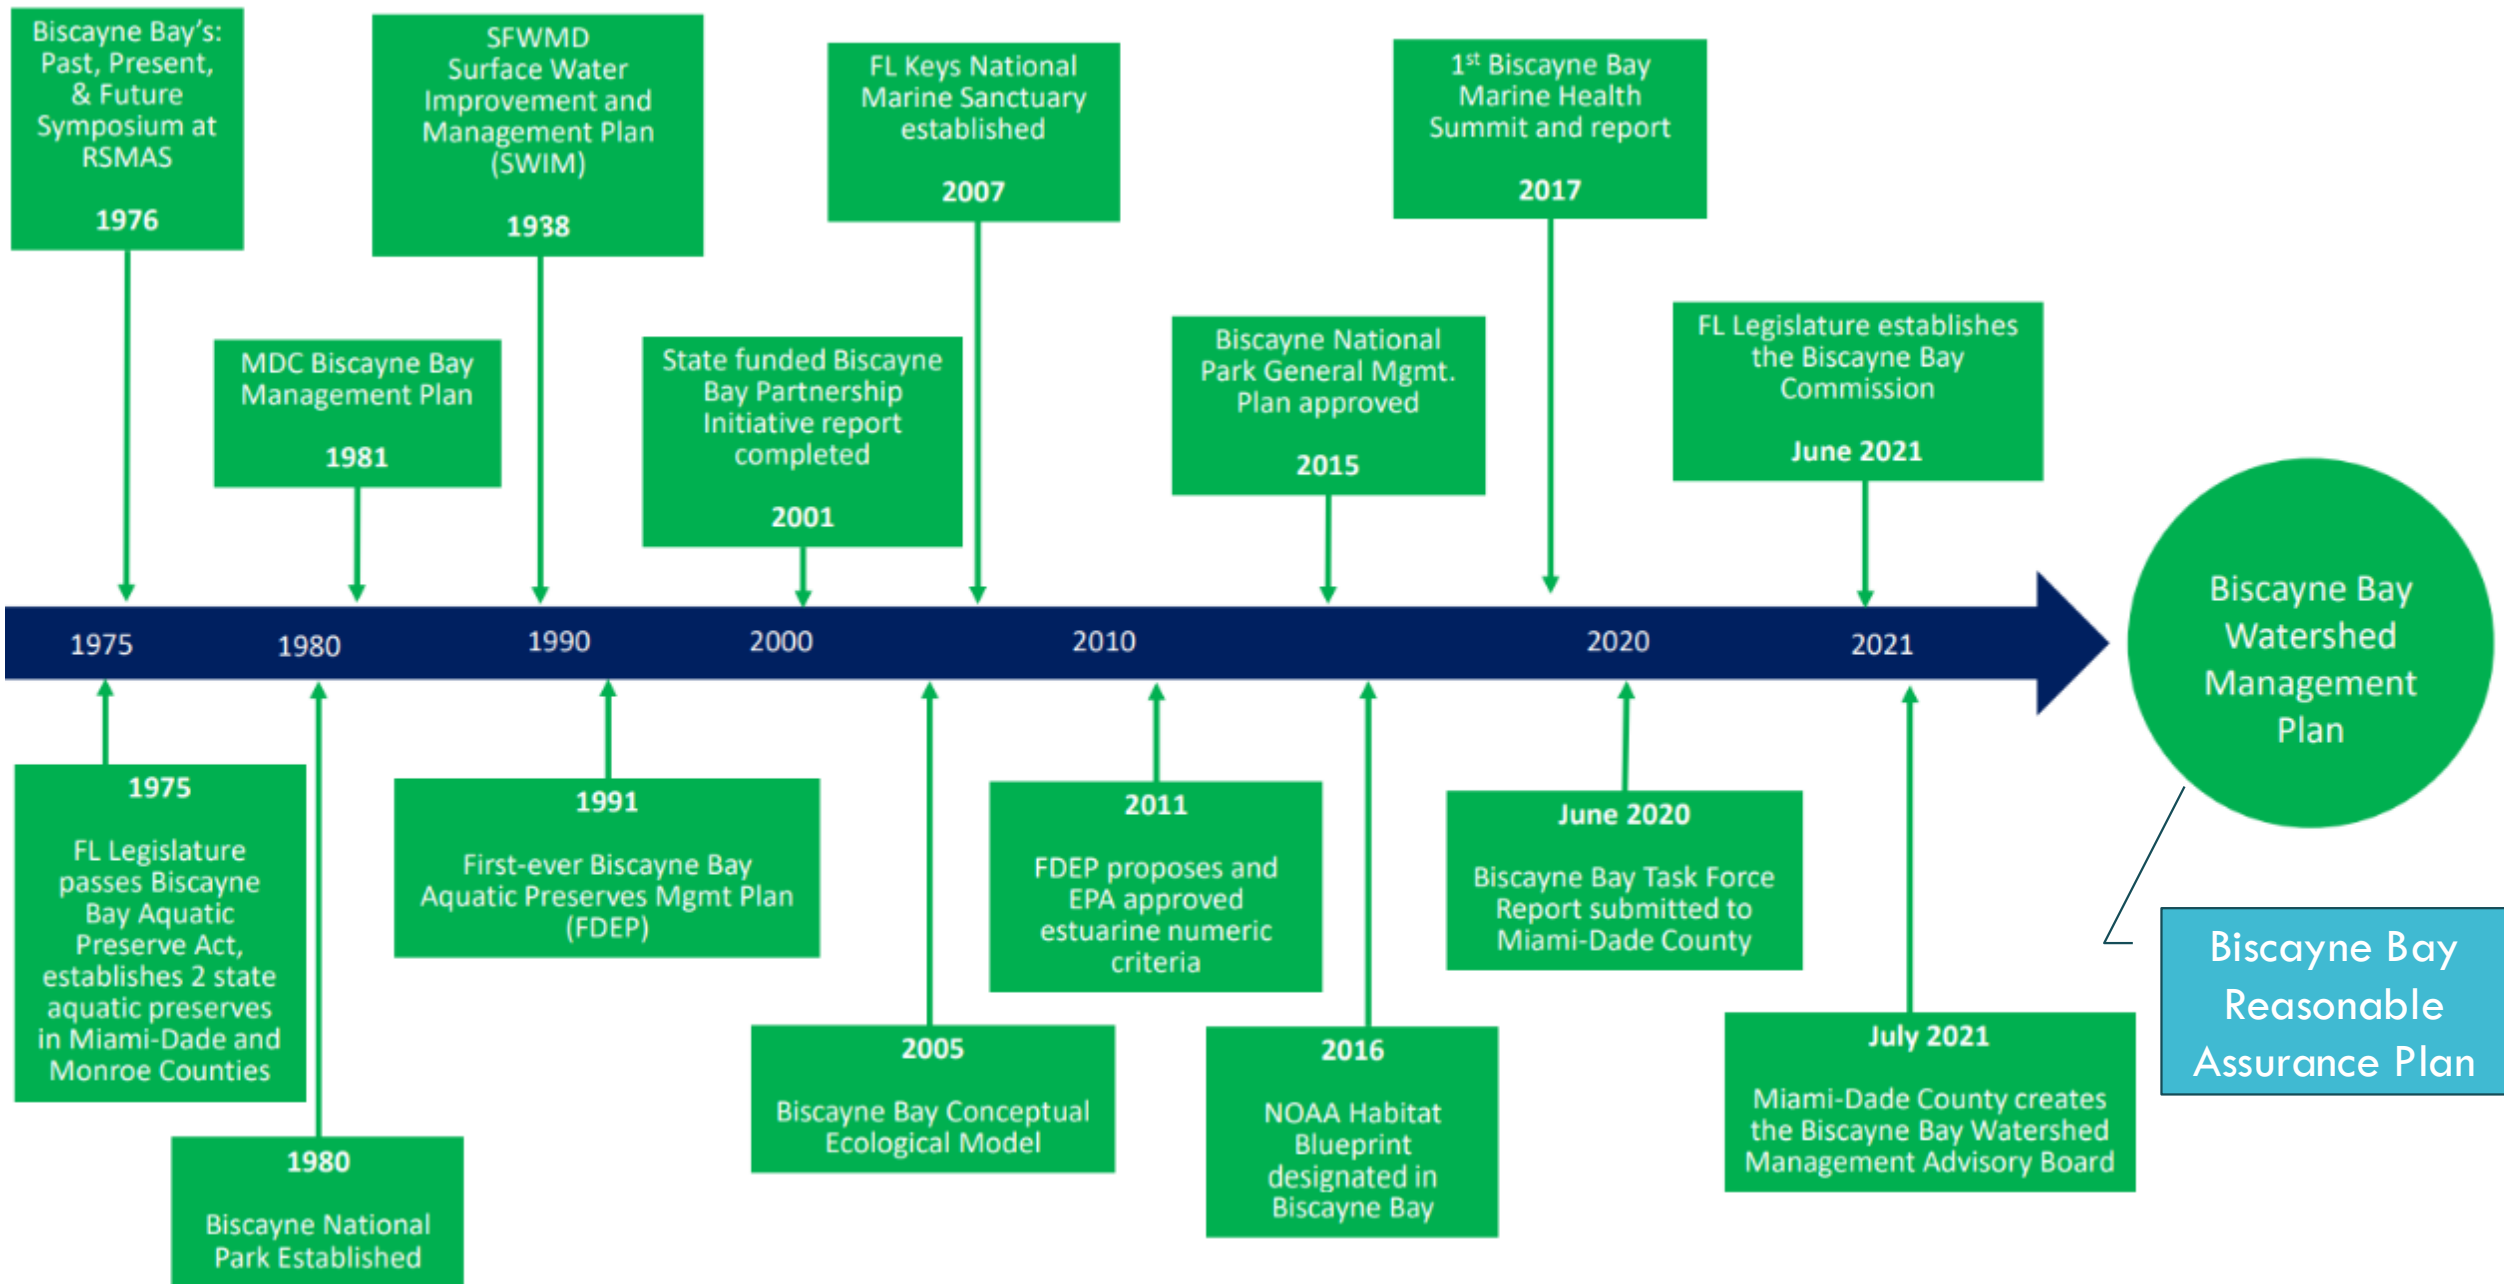 Biscayne Bay's:
Past, Present,
& Future
Symposium at
RSMAS
1976
SFWMD
Surface Water
Improvement and
Management Plan
(SWIM)
1938
FL Keys National
Marine Sanctuary
established
2007
1st Biscayne Bay
Marine Health
Summit and report
2017
MDC Biscayne Bay
Management Plan
1981
State funded Biscayne
Bay Partnership
Initiative report
completed
2001
Biscayne National
Park General Mgmt.
Plan approved
2015
FL Legislature establishes
the Biscayne Bay
Commission
June 2021
1975
1980
1990
2000
2010
2020
2021
Biscayne Bay
Watershed
Management
Plan
1975
FL Legislature
passes Biscayne
Bay Aquatic
Preserve Act,
establishes 2 state
aquatic preserves
in Miami-Dade and
Monroe Counties
1980
Biscayne National
Park Established
1991
First-ever Biscayne Bay
Aquatic Preserves Mgmt Plan
(FDEP)
2005
Biscayne Bay Conceptual
Ecological Model
2011
FDEP proposes and
EPA approved
estuarine numeric
criteria
2016
NOAA Habitat
Blueprint
designated in
Biscayne Bay
June 2020
Biscayne Bay Task Force
Report submitted to
Miami-Dade County
July 2021
Miami-Dade County creates
the Biscayne Bay Watershed
Management Advisory Board
Biscayne Bay
Reasonable
Assurance Plan